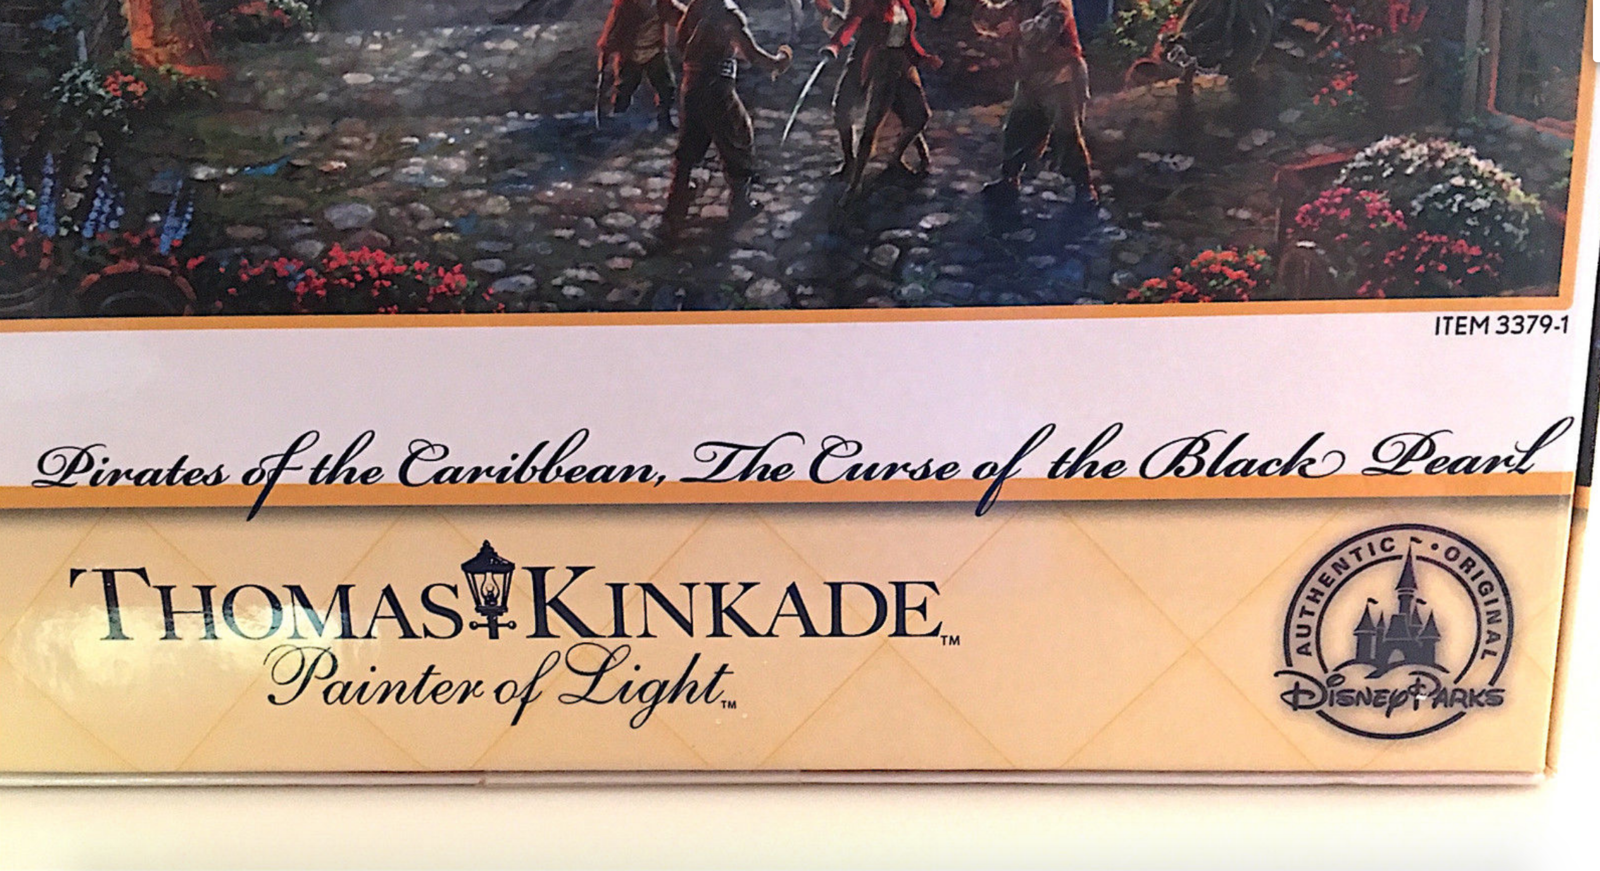 ITEM 3379-1
Pirates of the Caribbean, The Curse of the Black Pearl
THOMAS KINKADE™
Painter of Light™
AUTHENTIC • ORIGINAL
DISNEY PARKS